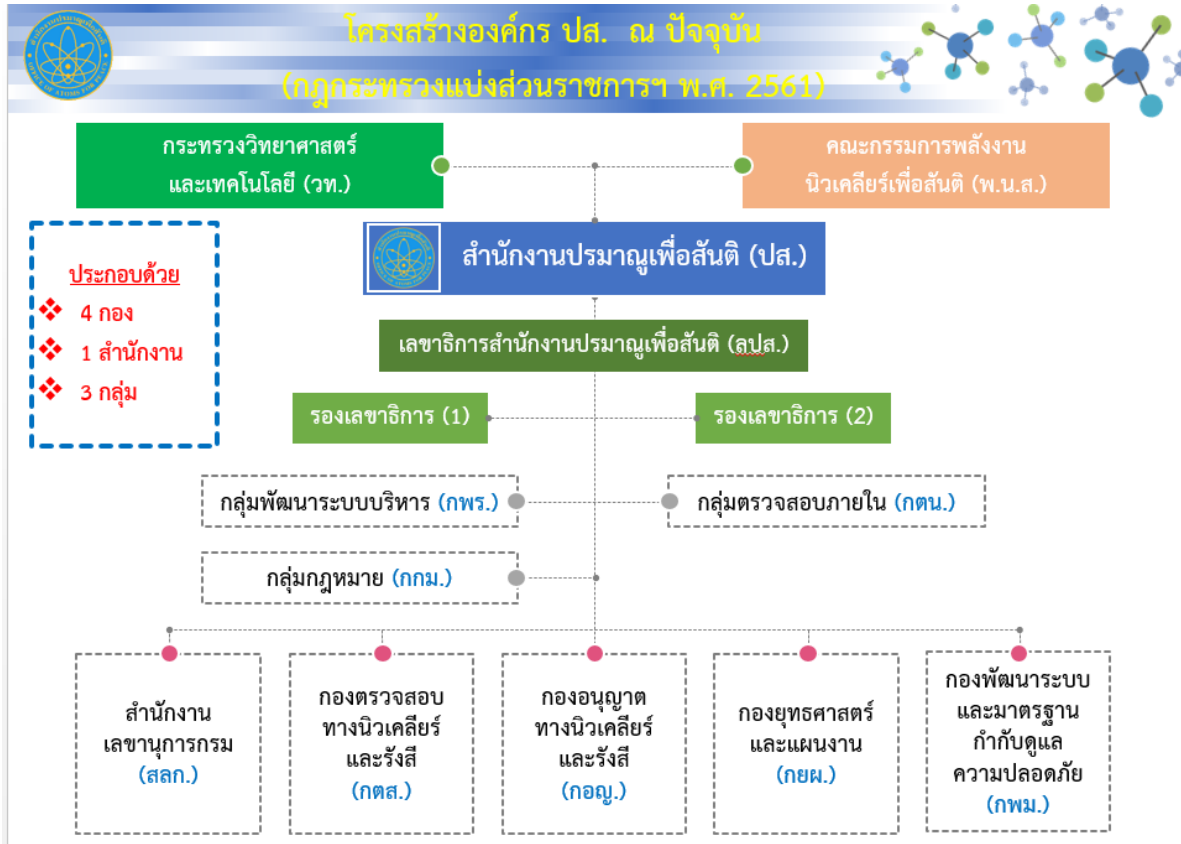 โครงสร้างองค์กร ปส. ณ ปัจจุบัน
(กฎกระทรวงแบ่งส่วนราชการฯ พ.ศ. 2561)
กระทรวงวิทยาศาสตร์
และเทคโนโลยี (วท.)
คณะกรรมการพลังงาน
นิวเคลียร์เพื่อสันติ (พ.น.ส.)
สำนักงานปรมาณูเพื่อสันติ (ปส.)
ประกอบด้วย
4 กอง
1 สำนักงาน
3 กลุ่ม
เลขาธิการสำนักงานปรมาณูเพื่อสันติ (ลปส.)
รองเลขาธิการ (1)
รองเลขาธิการ (2)
กลุ่มพัฒนาระบบบริหาร (กพร.)
กลุ่มตรวจสอบภายใน (กตน.)
กลุ่มกฎหมาย (กกม.)
สำนักงาน
เลขานุการกรม
(สลก.)
กองตรวจสอบ
ทางนิวเคลียร์
และรังสี
(กตส.)
กองอนุญาต
ทางนิวเคลียร์
และรังสี
(กอญ.)
กองยุทธศาสตร์
และแผนงาน
(กยผ.)
กองพัฒนาระบบ
และมาตรฐาน
กำกับดูแล
ความปลอดภัย
(กพม.)